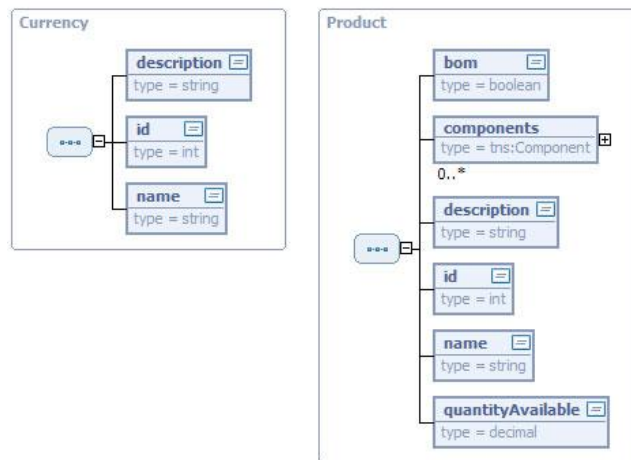 Currency
description
type = string
id
type = int
name
type = string
Product
bom
type = boolean
components
type = tns:Component
0..*
description
type = string
id
type = int
name
type = string
quantityAvailable
type = decimal